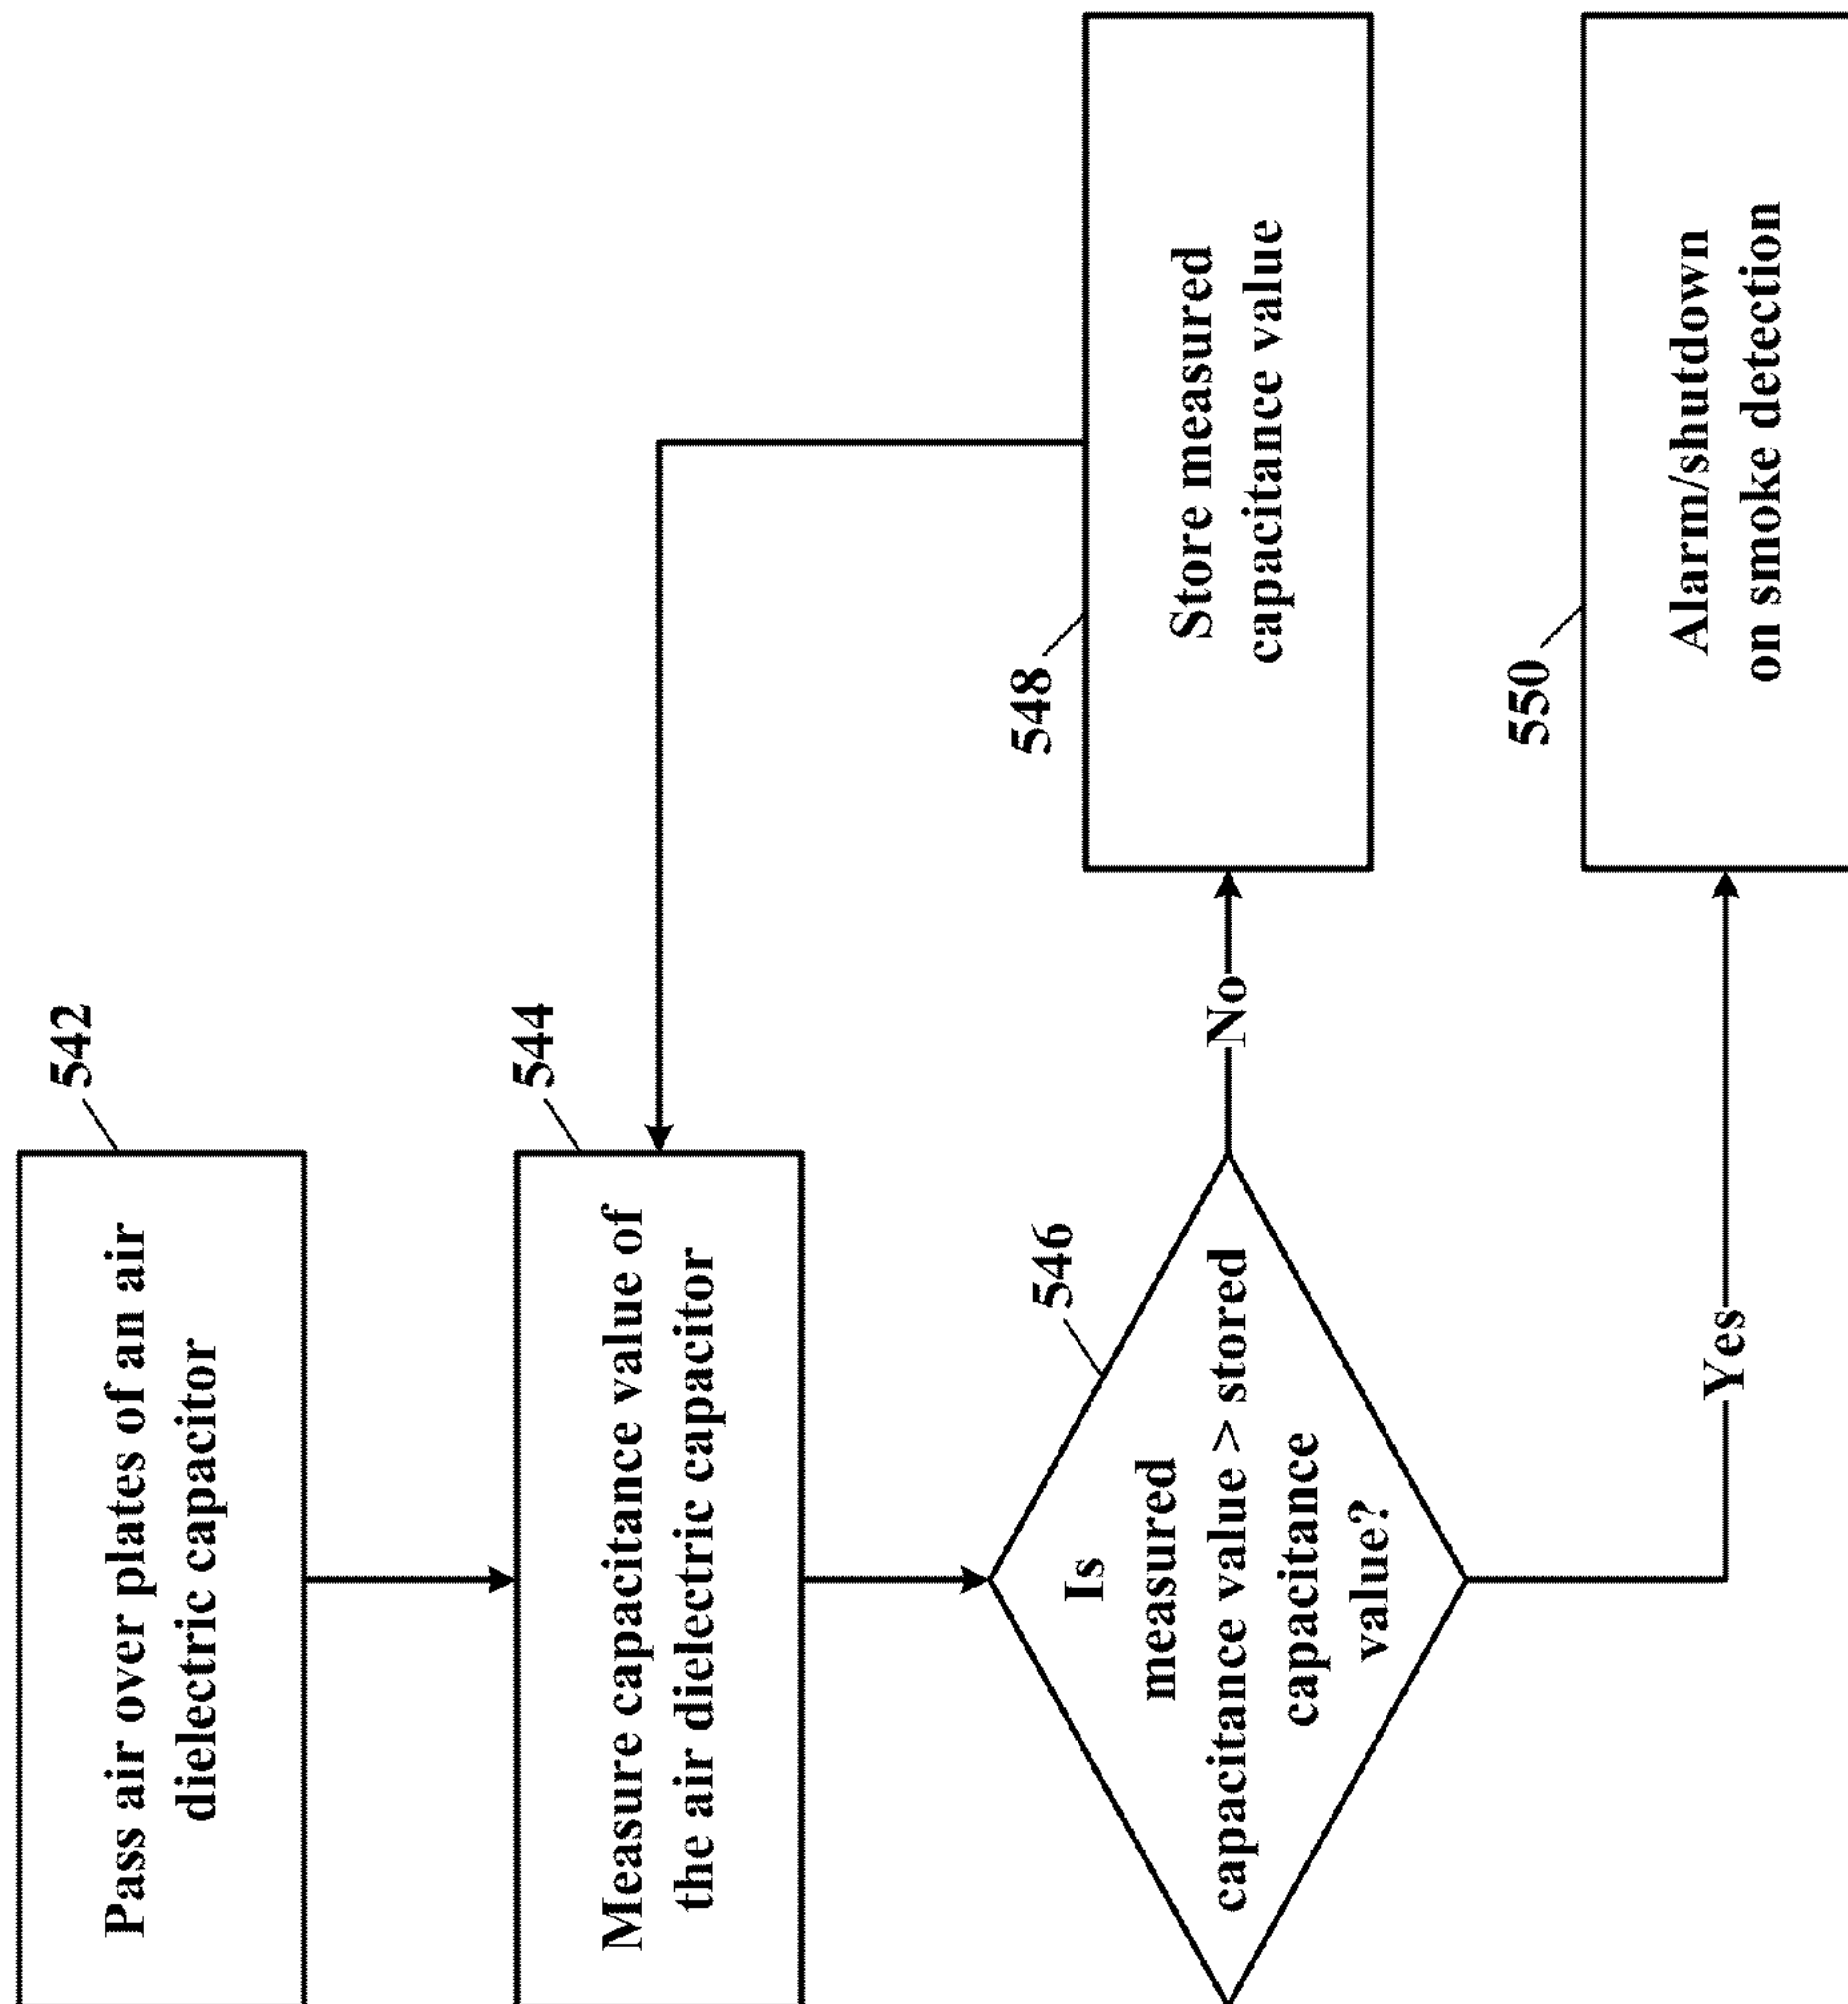 542
Pass air over plates of an air
dielectric capacitor
544
Measure capacitance value of
the air dielectric capacitor
546
Is
measured
capacitance value > stored
capacitance
value?
No
548
Store measured
capacitance value
Yes
550
Alarm/shutdown
on smoke detection